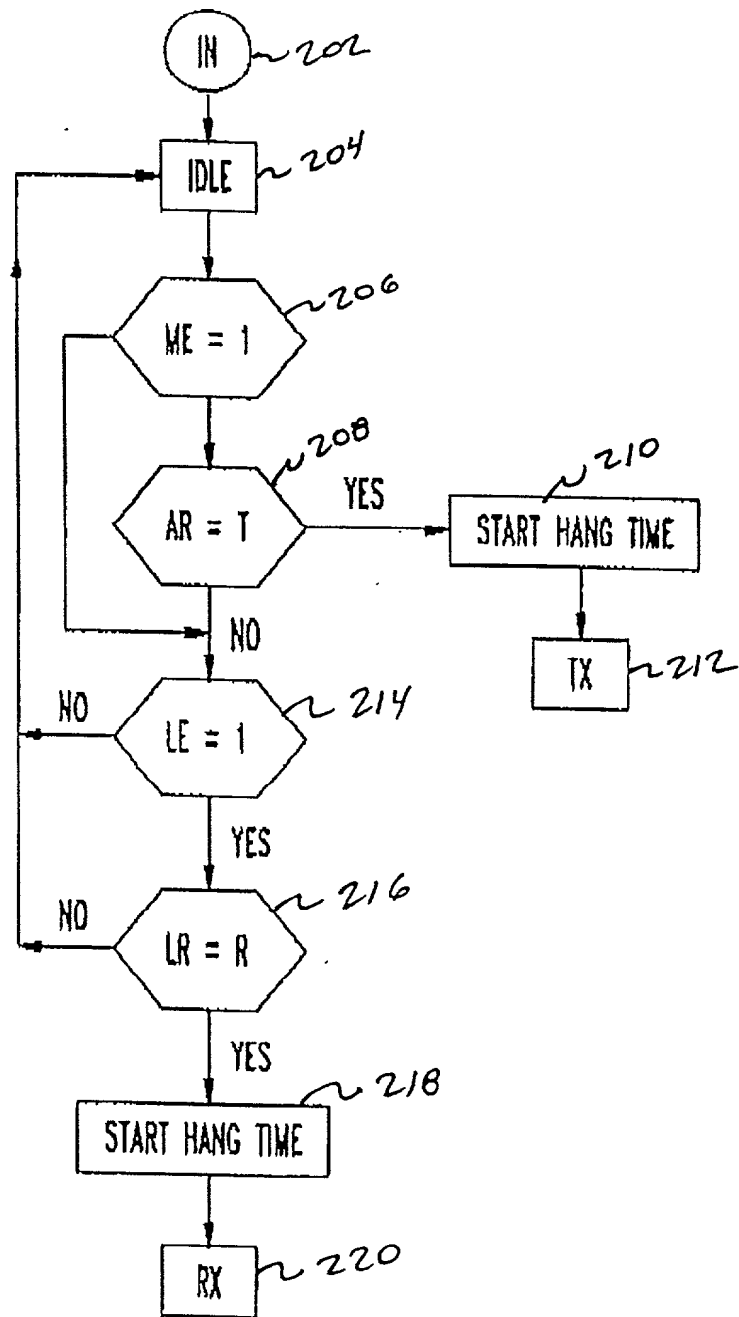 IN 202
IDLE 204
ME = 1 206
AR = T 208
YES
START HANG TIME 210
TX 212
NO
LE = 1 214
NO
YES
LR = R 216
NO
YES
START HANG TIME 218
RX 220